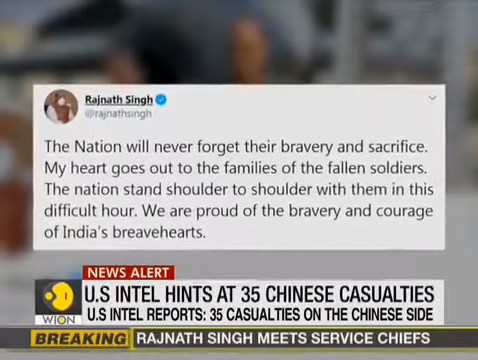 Rajnath Singh
@rajnathsingh
The Nation will never forget their bravery and sacrifice.
My heart goes out to the families of the fallen soldiers.
The nation stand shoulder to shoulder with them in this
difficult hour. We are proud of the bravery and courage
of India's breavehearts.
NEWS ALERT
U.S INTEL HINTS AT 35 CHINESE CASUALTIES
U.S INTEL REPORTS: 35 CASUALTIES ON THE CHINESE SIDE
WION
BREAKING RAJNATH SINGH MEETS SERVICE CHIEFS